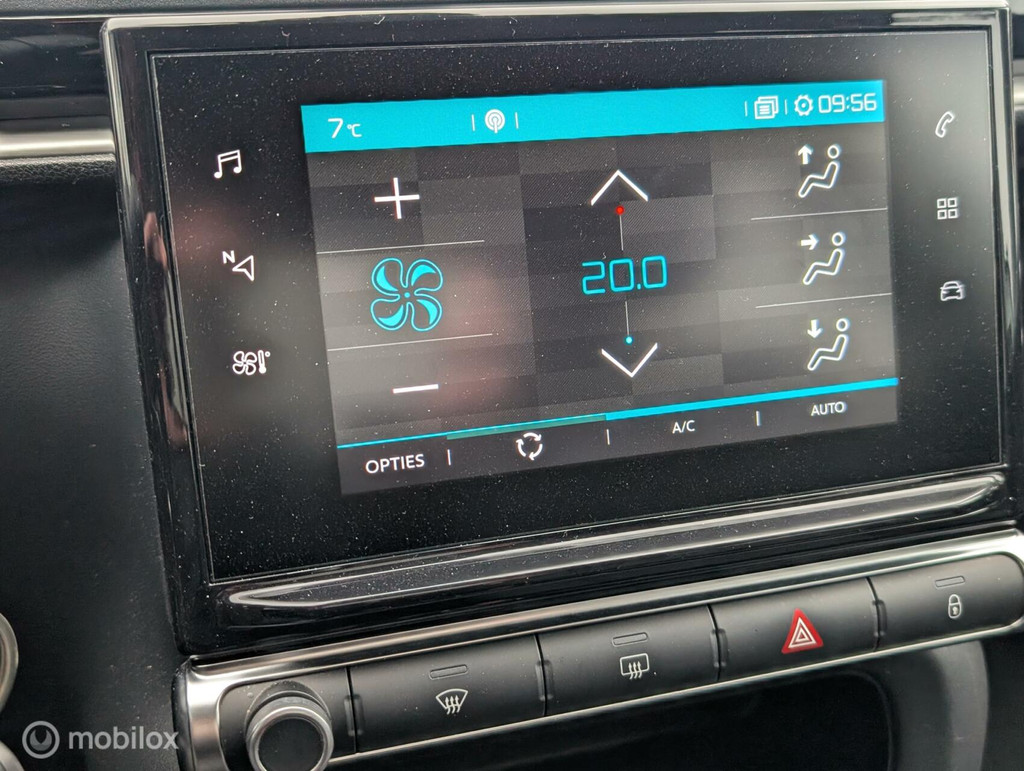 7°C
09:56
N
20.0
OPTIES
A/C
AUTO
mobilox